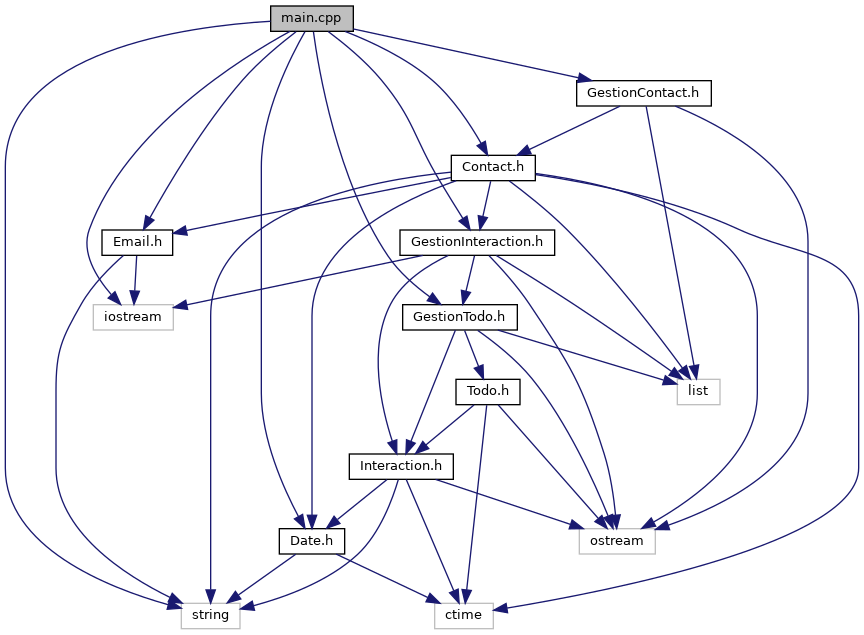 main.cpp
GestionContact.h
Contact.h
Email.h
GestionInteraction.h
iostream
GestionTodo.h
Todo.h
list
Interaction.h
Date.h
ostream
string
ctime